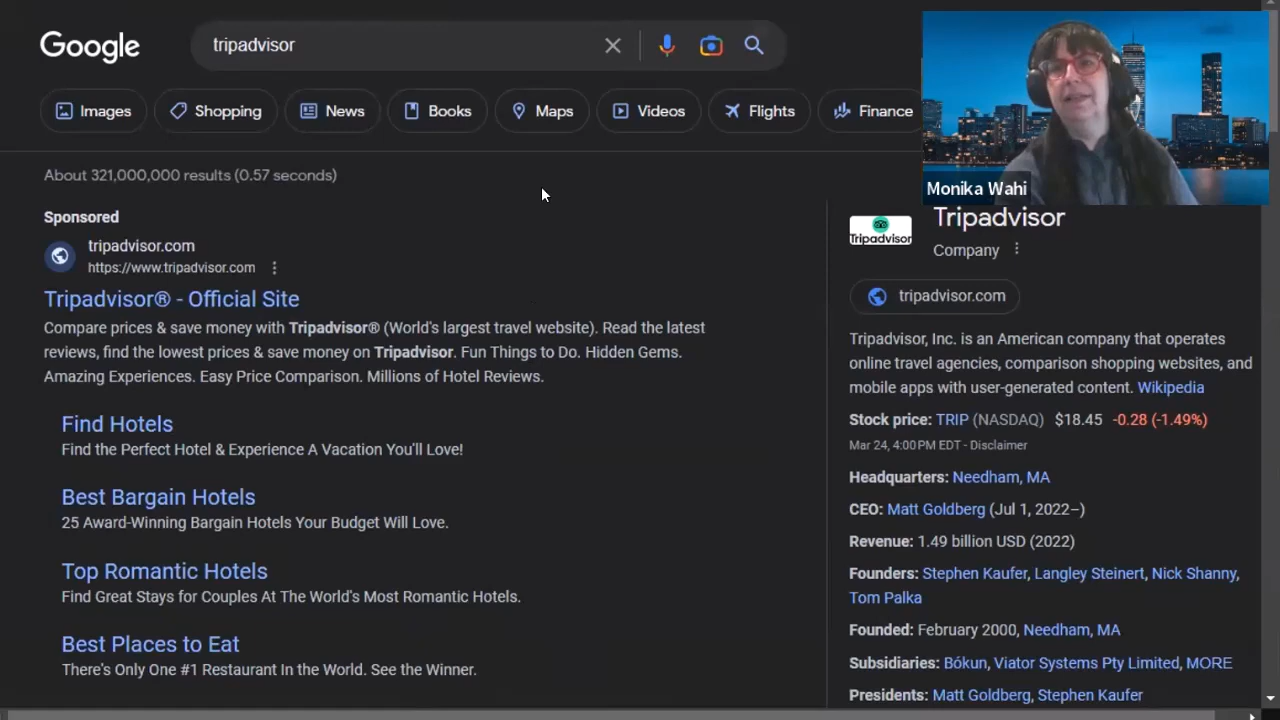 Google
tripadvisor
Images
Shopping
News
Books
Maps
Videos
Flights
Finance
Monika Wahi
About 321,000,000 results (0.57 seconds)
Sponsored
tripadvisor.com
https://www.tripadvisor.com
Tripadvisor® - Official Site
Compare prices & save money with Tripadvisor® (World's largest travel website). Read the latest
reviews, find the lowest prices & save money on Tripadvisor. Fun Things to Do. Hidden Gems.
Amazing Experiences. Easy Price Comparison. Millions of Hotel Reviews.
Find Hotels
Find the Perfect Hotel & Experience A Vacation You'll Love!
Best Bargain Hotels
25 Award-Winning Bargain Hotels Your Budget Will Love.
Top Romantic Hotels
Find Great Stays for Couples At The World's Most Romantic Hotels.
Best Places to Eat
There's Only One #1 Restaurant In the World. See the Winner.
Tripadvisor
Tripadvisor
Company
tripadvisor.com
Tripadvisor, Inc. is an American company that operates
online travel agencies, comparison shopping websites, and
mobile apps with user-generated content. Wikipedia
Stock price: TRIP (NASDAQ) $18.45 -0.28 (-1.49%)
Mar 24, 4:00 PM EDT - Disclaimer
Headquarters: Needham, MA
CEO: Matt Goldberg (Jul 1, 2022–)
Revenue: 1.49 billion USD (2022)
Founders: Stephen Kaufer, Langley Steinert, Nick Shanny,
Tom Palka
Founded: February 2000, Needham, MA
Subsidiaries: Bókun, Viator Systems Pty Limited, MORE
Presidents: Matt Goldberg, Stephen Kaufer